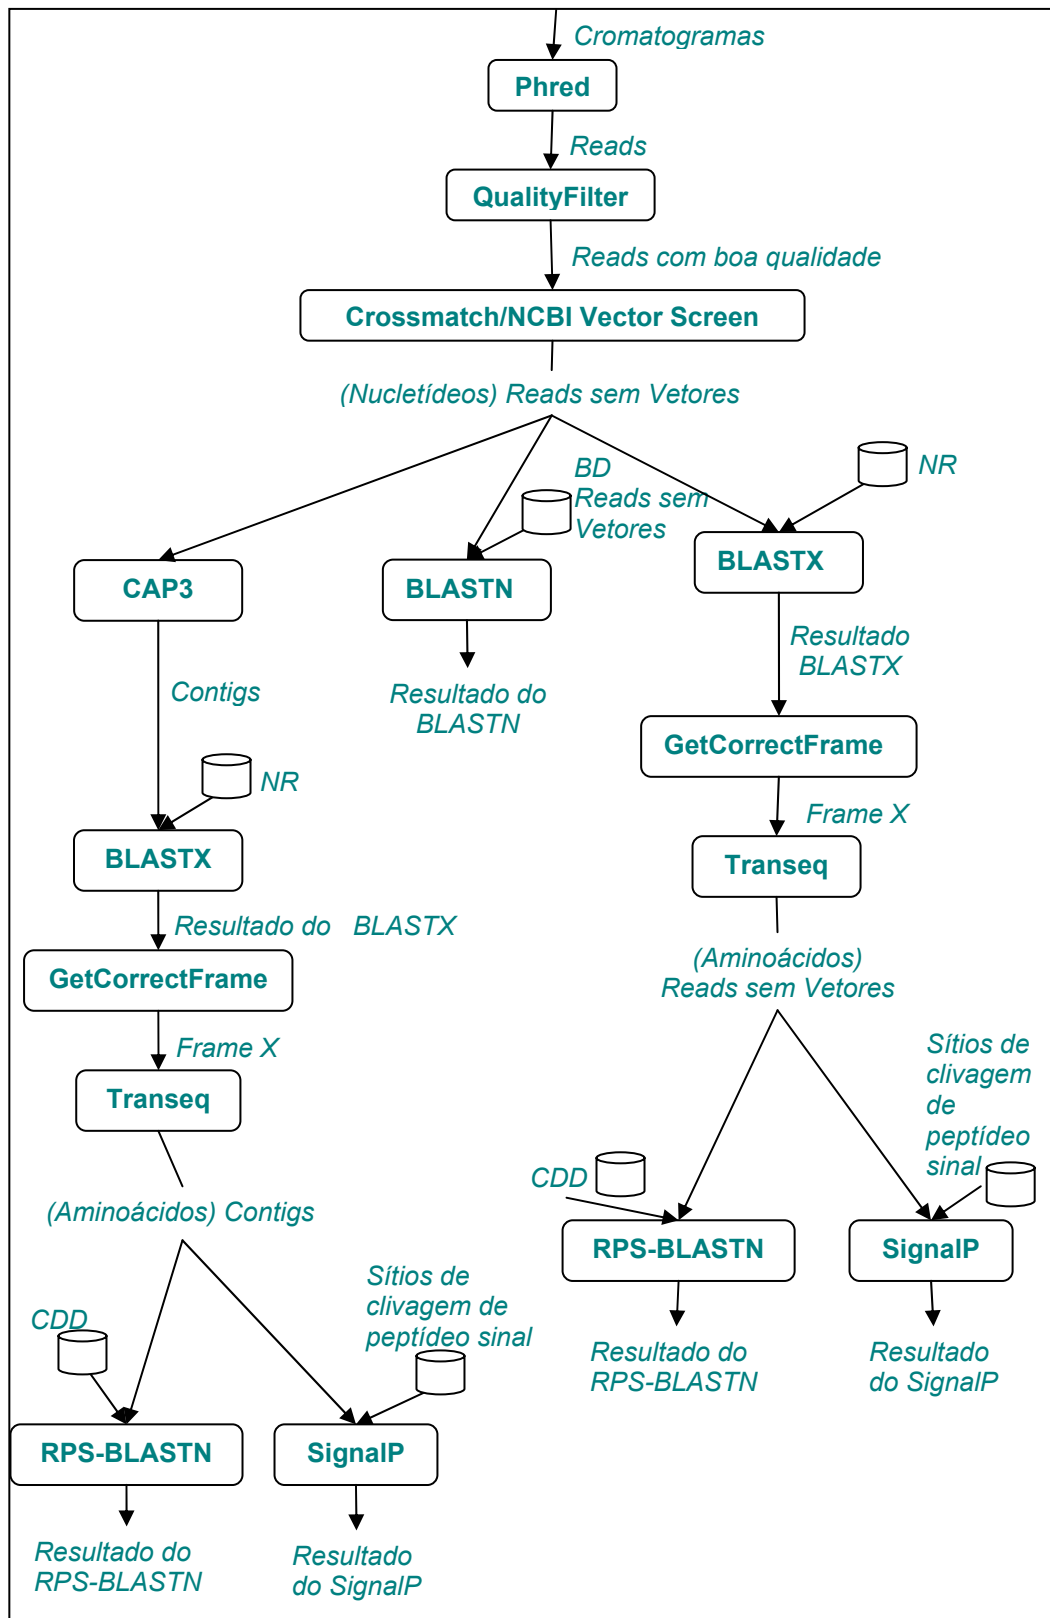 Cromatogramas
Phred
Reads
QualityFilter
Reads com boa qualidade
Crossmatch/NCBI Vector Screen
(Nucletídeos) Reads sem Vetores
BD
Reads sem
Vetores
NR
CAP3
BLASTN
BLASTX
Resultado
BLASTX
Contigs
Resultado do
BLASTN
GetCorrectFrame
NR
Frame X
BLASTX
Transeq
Resultado do BLASTX
(Aminoácidos)
Reads sem Vetores
GetCorrectFrame
Frame X
Transeq
Sítios de
clivagem
de
peptídeo
sinal
CDD
(Aminoácidos) Contigs
RPS-BLASTN
SignalP
Sítios de
clivagem de
peptídeo sinal
CDD
Resultado do
RPS-BLASTN
Resultado
do SignalP
RPS-BLASTN
SignalP
Resultado do
RPS-BLASTN
Resultado
do SignalP